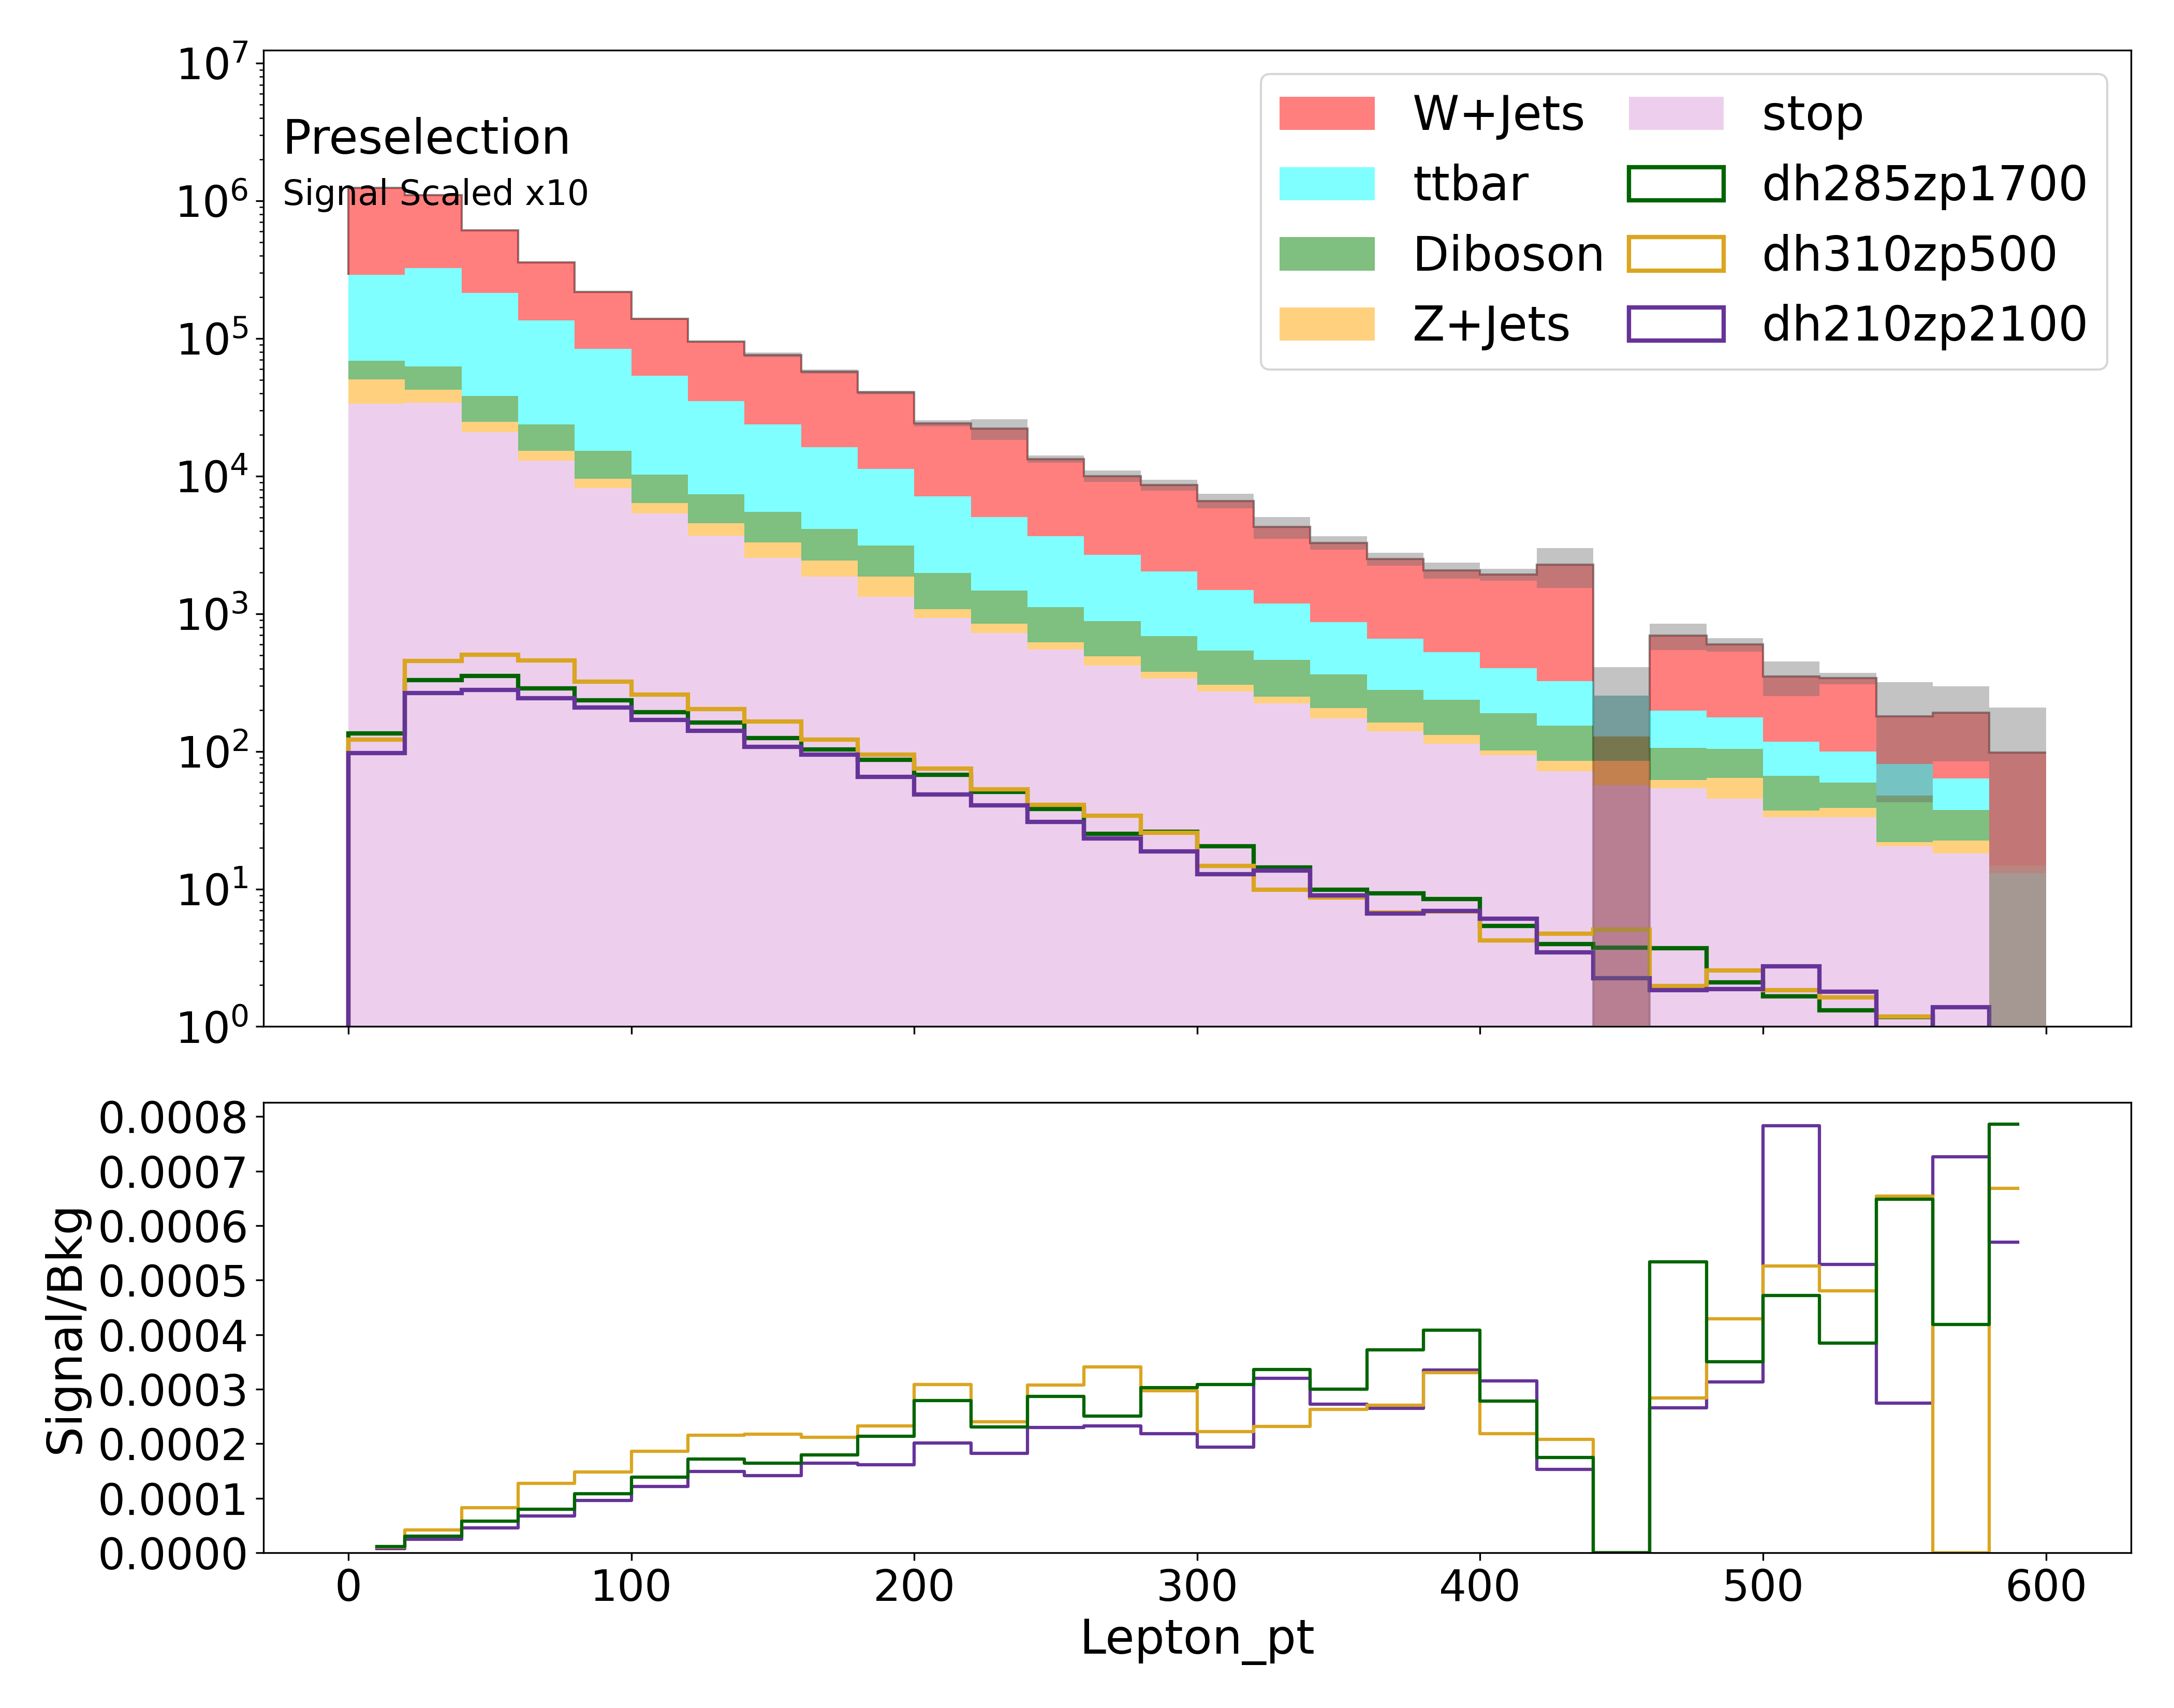 10^7
10^6
10^5
10^4
10^3
10^2
10^1
10^0
Preselection
Signal Scaled x10
W+Jets
ttbar
Diboson
Z+Jets
stop
dh285zp1700
dh310zp500
dh210zp2100
Signal/Bkg
0.0008
0.0007
0.0006
0.0005
0.0004
0.0003
0.0002
0.0001
0.0000
0 100 200 300 400 500 600
Lepton_pt